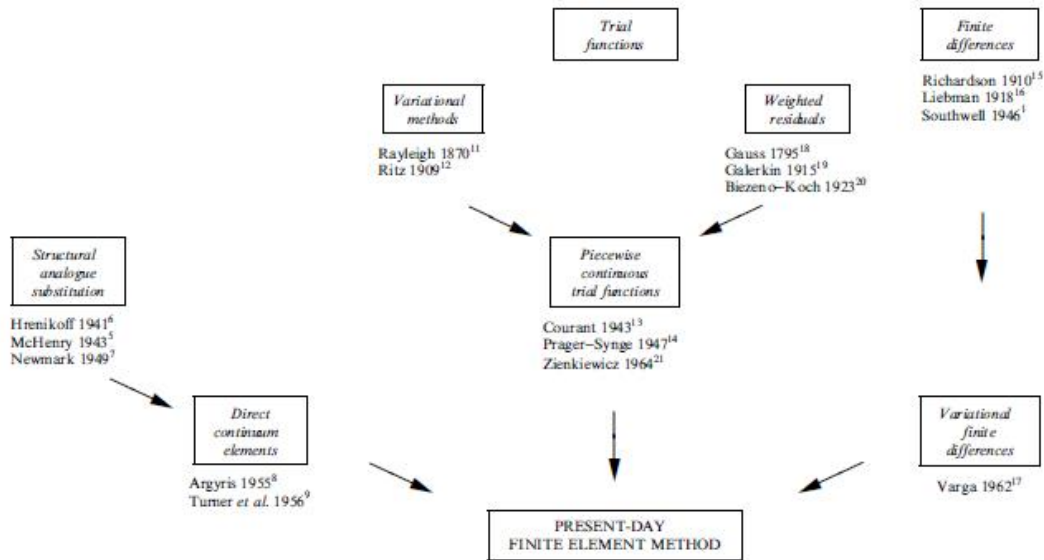 Trial
functions
Finite
differences
Richardson 1910¹⁵
Liebman 1918¹⁶
Southwell 1946¹
Variational
methods
Rayleigh 1870¹¹
Ritz 1909¹²
Weighted
residuals
Gauss 1795¹⁸
Galerkin 1915¹⁹
Biezeno–Koch 1923²⁰
Structural
analogue
substitution
Hrenikoff 1941⁶
McHenry 1943⁵
Newmark 1949⁷
Piecewise
continuous
trial functions
Courant 1943¹³
Prager–Synge 1947¹⁴
Zienkiewicz 1964²¹
Direct
continuum
elements
Argyris 1955⁸
Turner et al. 1956⁹
Variational
finite
differences
Varga 1962¹⁷
PRESENT-DAY
FINITE ELEMENT METHOD